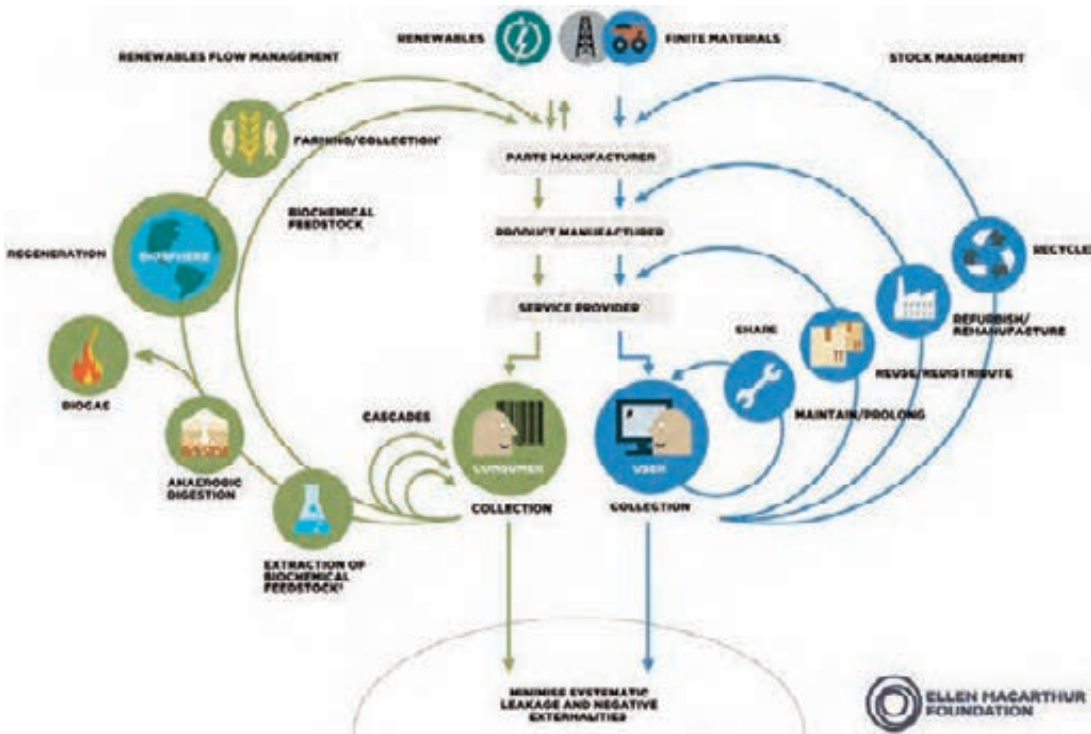 RENEWABLES
FINITE MATERIALS
RENEWABLES FLOW MANAGEMENT
STOCK MANAGEMENT
FARMING/COLLECTION¹
PARTS MANUFACTURER
BIOCHEMICAL
FEEDSTOCK
PRODUCT MANUFACTURER
REGENERATION
BIOSPHERE
RECYCLE
SERVICE PROVIDER
SHARE
REFURBISH/
REMANUFACTURE
REUSE/REDISTRIBUTE
BIOGAS
CASCADES
MAINTAIN/PROLONG
CONSUMER
USER
ANAEROBIC
DIGESTION
COLLECTION
COLLECTION
EXTRACTION OF
BIOCHEMICAL
FEEDSTOCK²
MINIMISE SYSTEMATIC
LEAKAGE AND NEGATIVE
EXTERNALITIES
ELLEN MACARTHUR
FOUNDATION